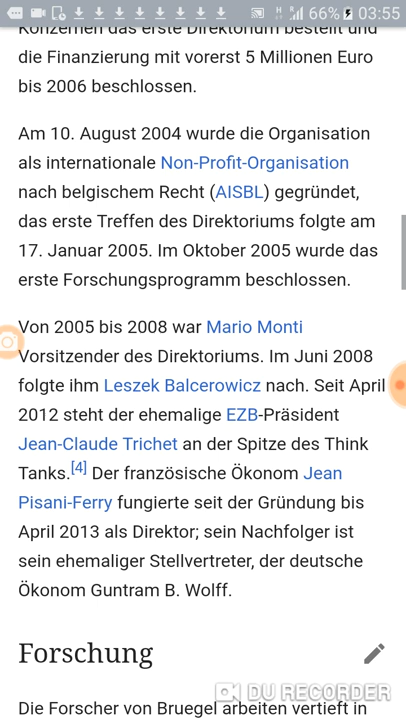 66% 03:55
Konzernen das erste Direktorium bestellt und
die Finanzierung mit vorerst 5 Millionen Euro
bis 2006 beschlossen.
Am 10. August 2004 wurde die Organisation
als internationale Non-Profit-Organisation
nach belgischem Recht (AISBL) gegründet,
das erste Treffen des Direktoriums folgte am
17. Januar 2005. Im Oktober 2005 wurde das
erste Forschungsprogramm beschlossen.
Von 2005 bis 2008 war Mario Monti
Vorsitzender des Direktoriums. Im Juni 2008
folgte ihm Leszek Balcerowicz nach. Seit April
2012 steht der ehemalige EZB-Präsident
Jean-Claude Trichet an der Spitze des Think
Tanks.[4] Der französische Ökonom Jean
Pisani-Ferry fungierte seit der Gründung bis
April 2013 als Direktor; sein Nachfolger ist
sein ehemaliger Stellvertreter, der deutsche
Ökonom Guntram B. Wolff.
Forschung
DU RECORDER
Die Forscher von Bruegel arbeiten vertieft in